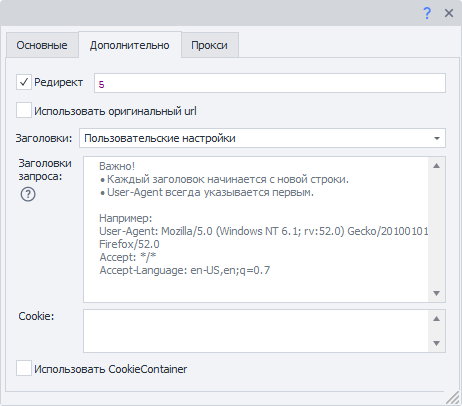 ?
Основные Дополнительно Прокси
Редирект 5
Использовать оригинальный url
Заголовки: Пользовательские настройки
Заголовки запроса:
?
Важно!
•Каждый заголовок начинается с новой строки.
•User-Agent всегда указывается первым.
Например:
User-Agent: Mozilla/5.0 (Windows NT 6.1; rv:52.0) Gecko/20100101
Firefox/52.0
Accept: */*
Accept-Language: en-US,en;q=0.7
Cookie:
Использовать CookieContainer